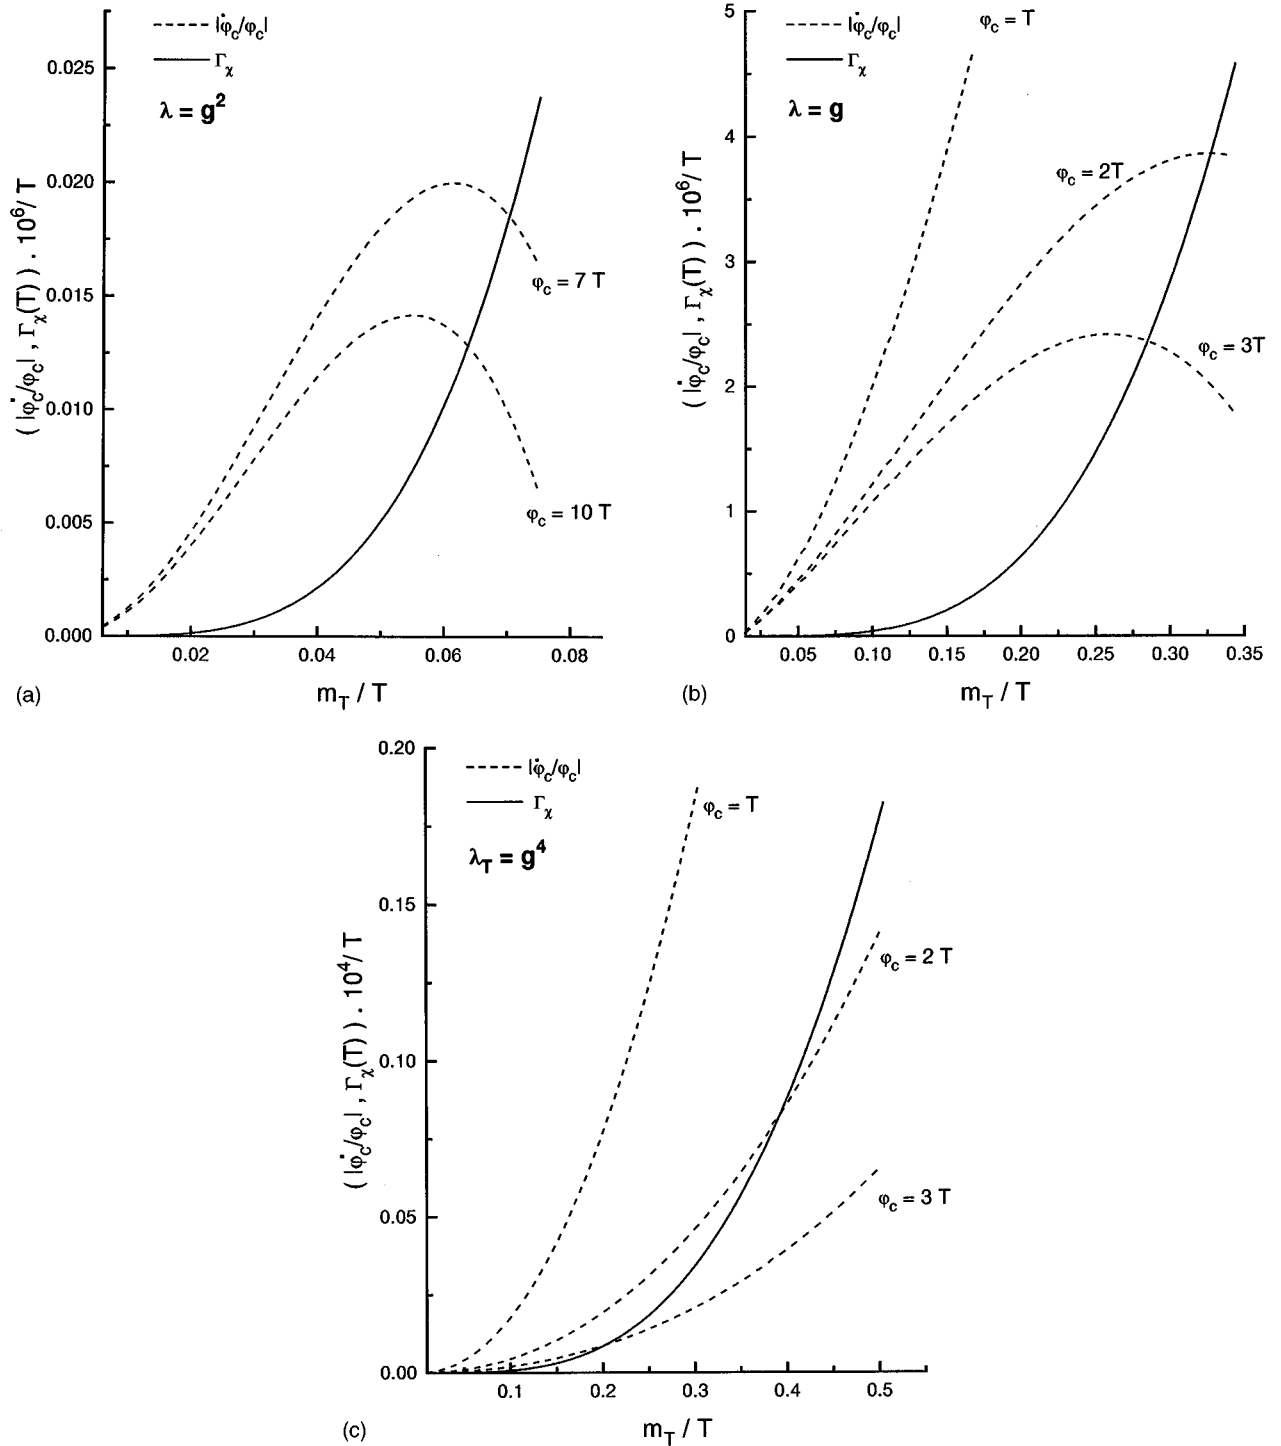 |φ̇c/φc|
Γχ
λ = g²
( |φ̇c/φc| , Γχ(T) ) . 10⁶/ T
0.025
0.020
0.015
0.010
0.005
0.000
φc = 7 T
φc = 10 T
0.02 0.04 0.06 0.08
(a)
mT / T
|φ̇c/φc|
Γχ
λ = g
( |φ̇c/φc| , Γχ(T) ) . 10⁶/ T
5
4
3
2
1
0
φc = T
φc = 2T
φc = 3T
0.05 0.10 0.15 0.20 0.25 0.30 0.35
(b)
mT / T
|φ̇c/φc|
Γχ
λT = g⁴
( |φ̇c/φc| , Γχ(T) ) . 10⁴/ T
0.20
0.15
0.10
0.05
0.00
φc = T
φc = 2 T
φc = 3 T
0.1 0.2 0.3 0.4 0.5
(c)
mT / T